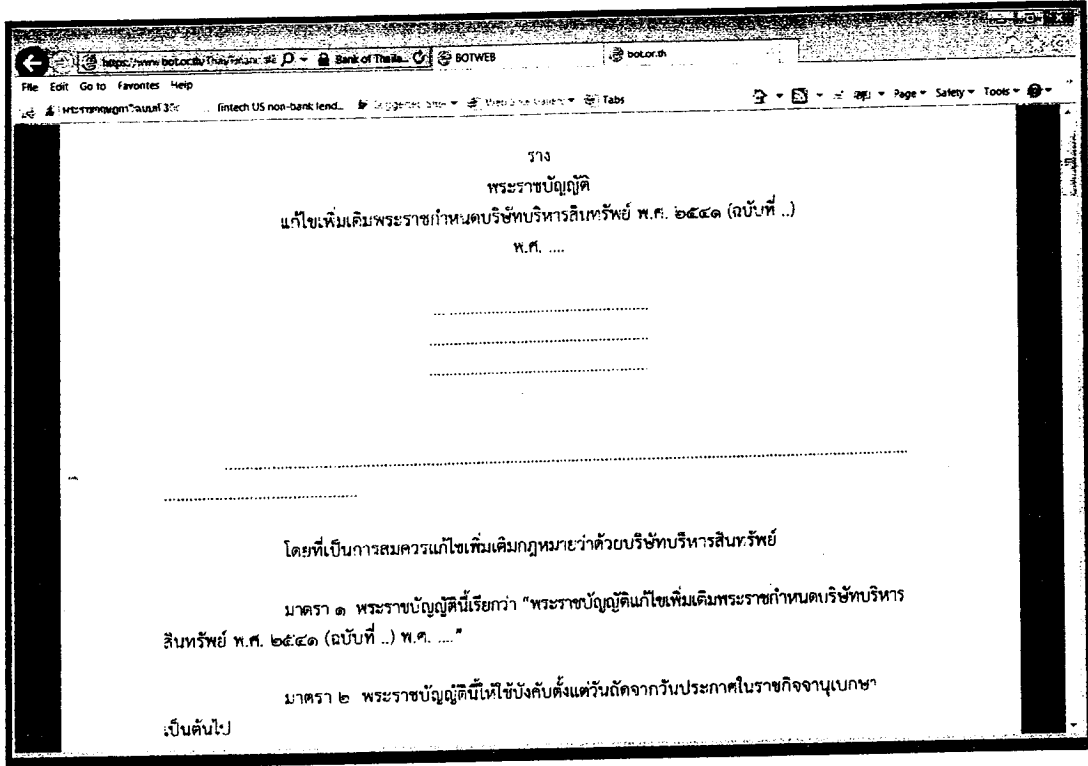 BOTWEB
bot.or.th
File Edit Go to Favorites Help
fintech US non-bank lend... Tabs
Page Safety Tools
ร่าง
พระราชบัญญัติ
แก้ไขเพิ่มเติมพระราชกำหนดบริษัทบริหารสินทรัพย์ พ.ศ. ๒๕๔๑ (ฉบับที่ ..)
พ.ศ. ....
โดยที่เป็นการสมควรแก้ไขเพิ่มเติมกฎหมายว่าด้วยบริษัทบริหารสินทรัพย์
มาตรา ๑ พระราชบัญญัตินี้เรียกว่า “พระราชบัญญัติแก้ไขเพิ่มเติมพระราชกำหนดบริษัทบริหาร
สินทรัพย์ พ.ศ. ๒๕๔๑ (ฉบับที่ ..) พ.ศ. ....”
มาตรา ๒ พระราชบัญญัตินี้ให้ใช้บังคับตั้งแต่วันถัดจากวันประกาศในราชกิจจานุเบกษา
เป็นต้นไป